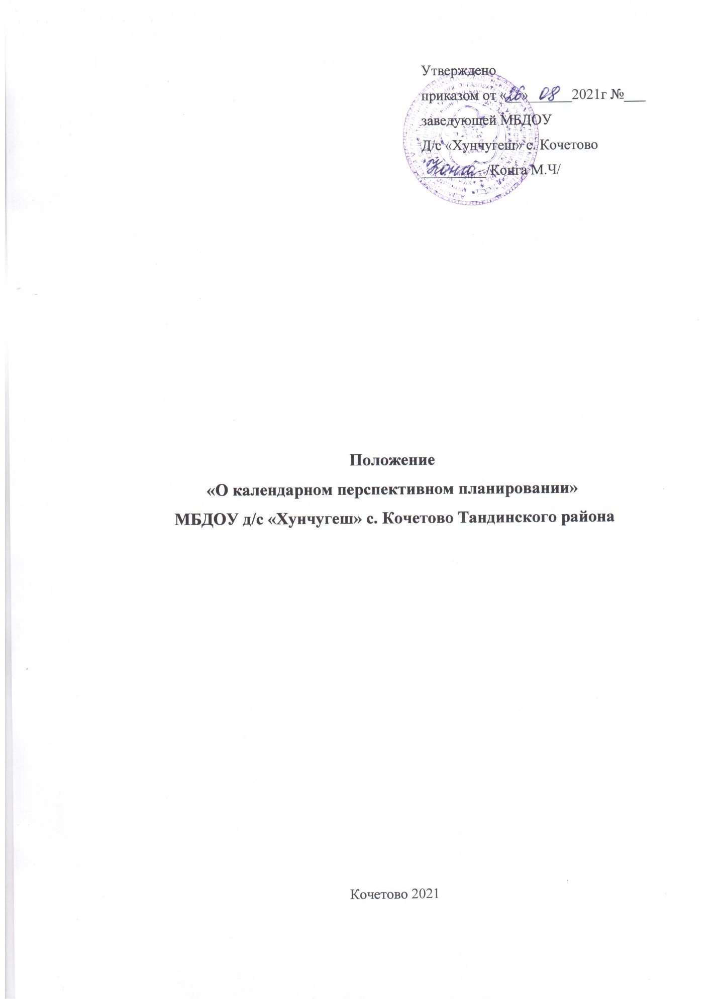 Утверждено
приказом от «26» 08 2021г №___
заведующей МБДОУ
Д/с «Хунчугеш» с. Кочетово
Конга /Конга М.Ч/
Положение
«О календарном перспективном планировании»
МБДОУ д/с «Хунчугеш» с. Кочетово Тандинского района
Кочетово 2021